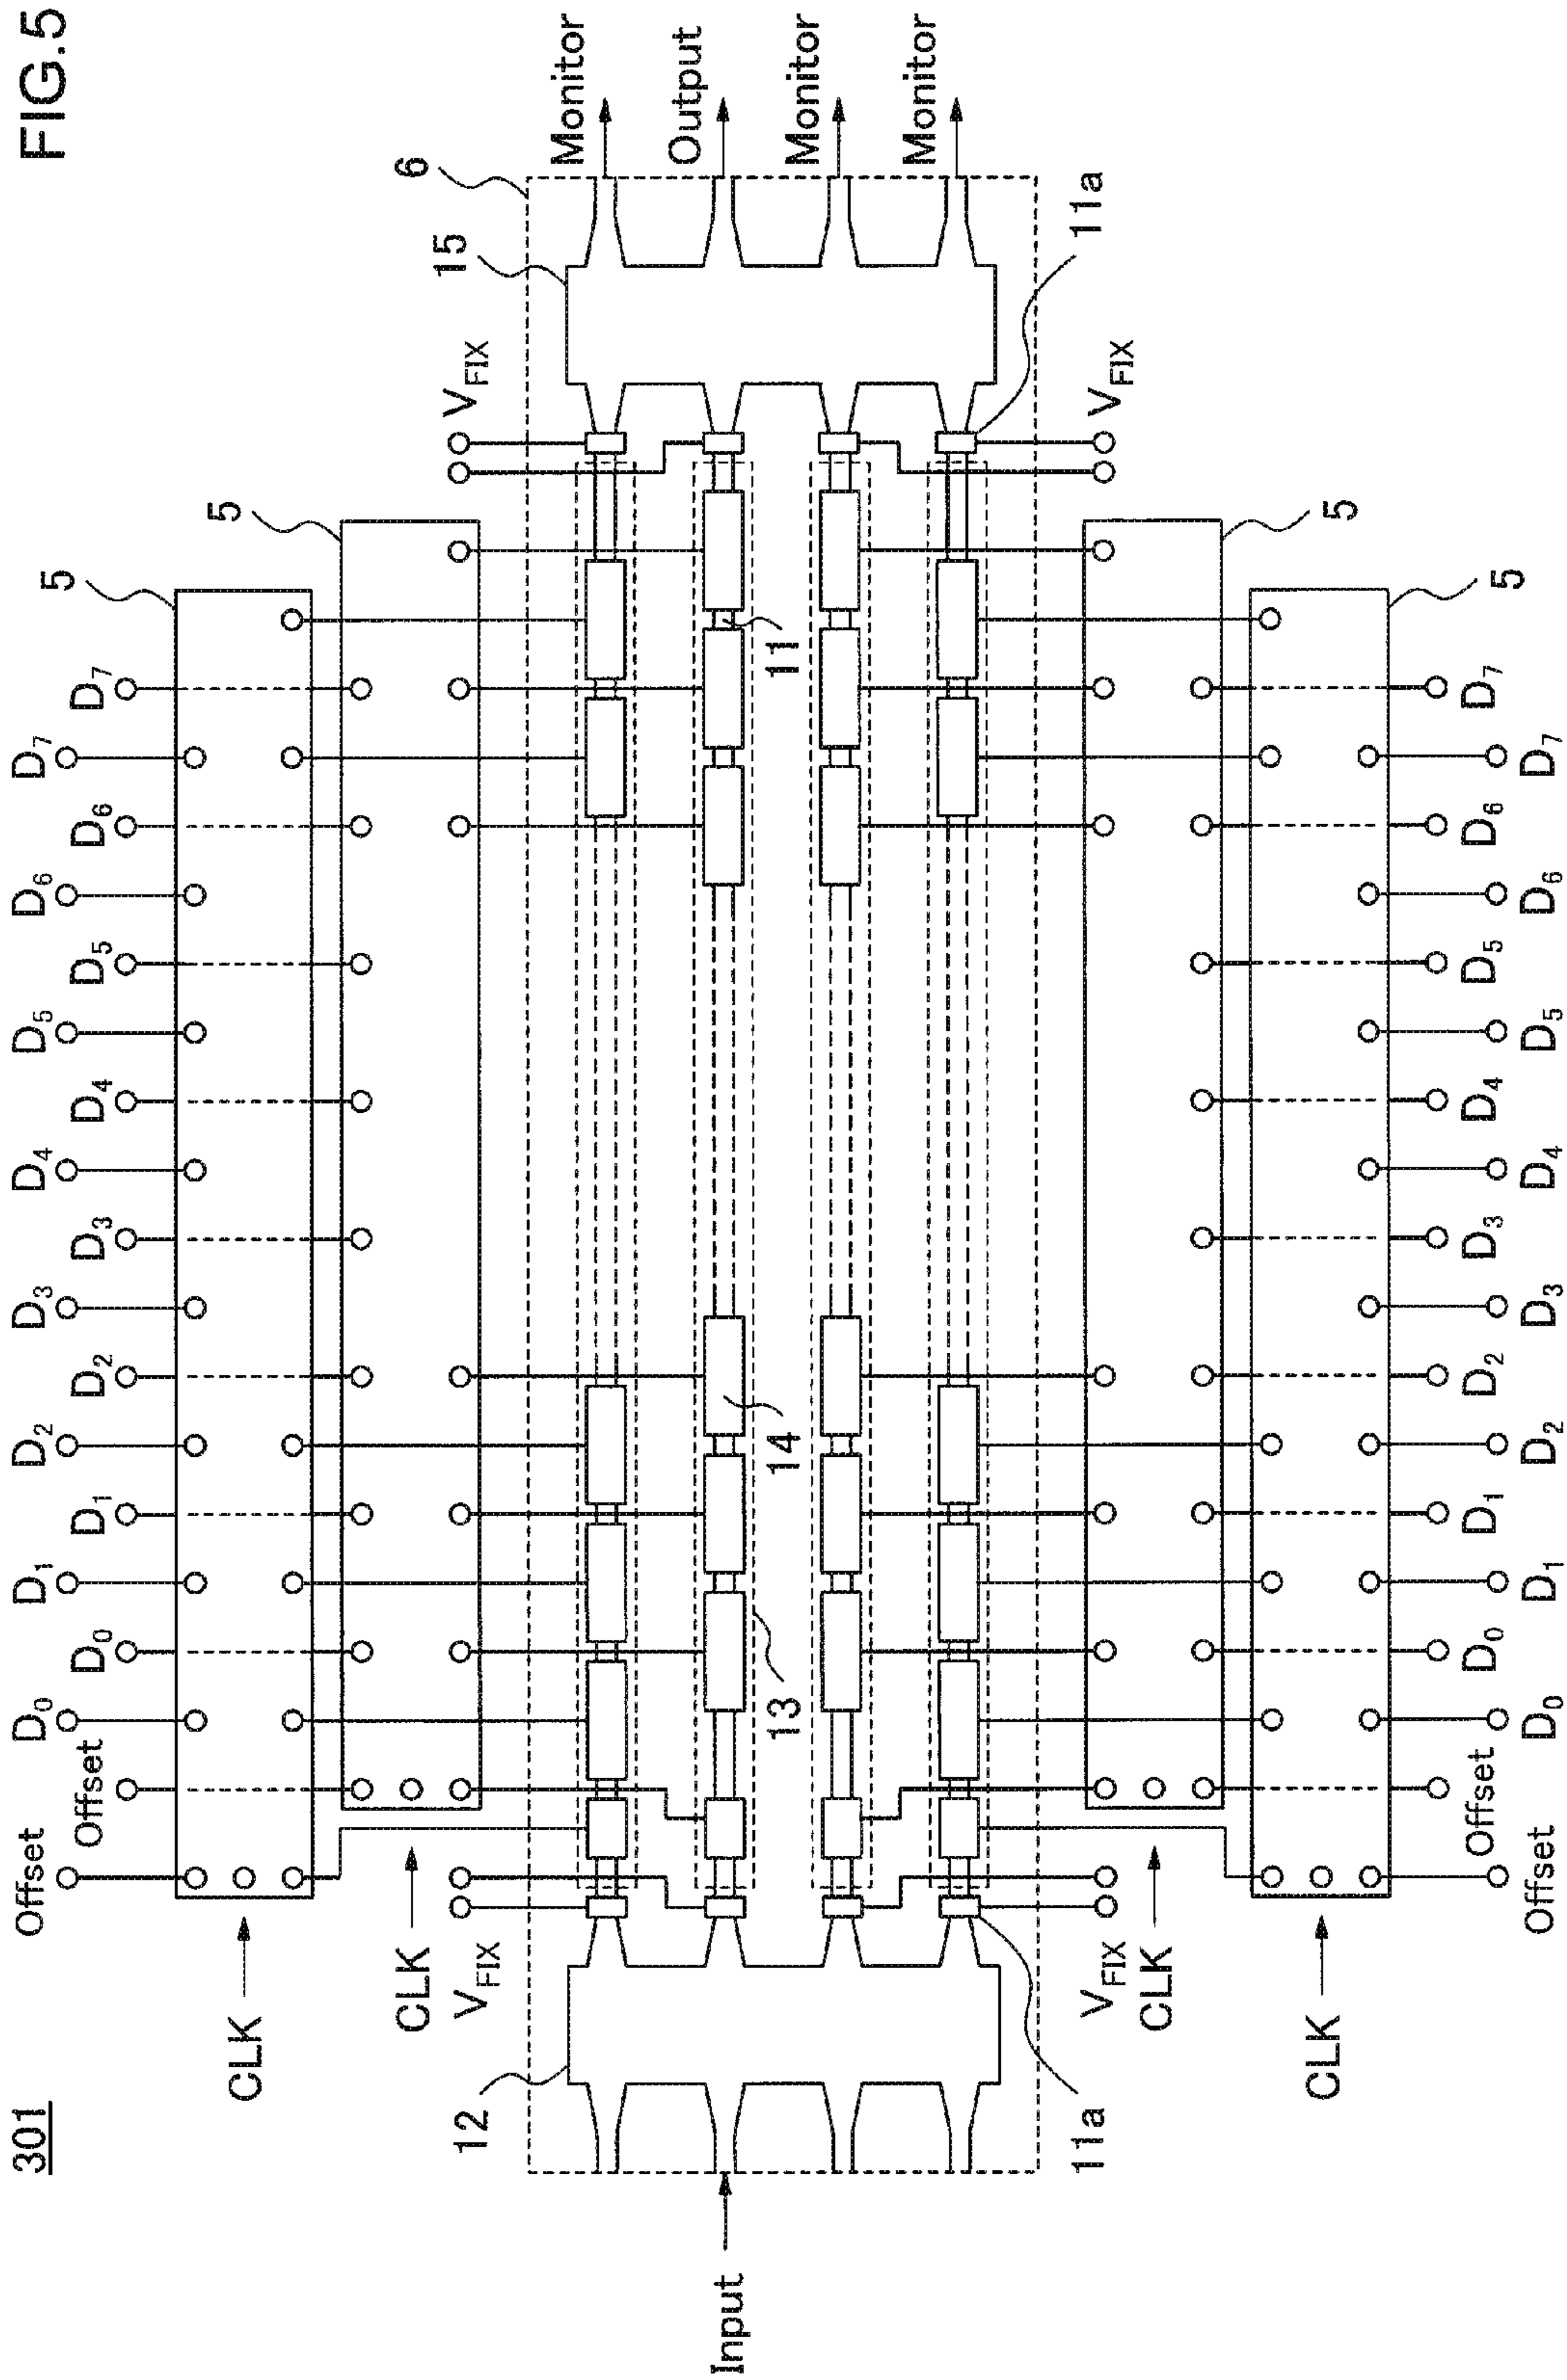 FIG.5
301
Offset
Offset
D0
D0
D1
D1
D2
D2
D3
D3
D4
D4
D5
D5
D6
D6
D7
D7
5
5
CLK
CLK
VFIX
VFIX
6
15
12
Input
13
14
11
11a
11a
Monitor
Output
Monitor
Monitor
VFIX
VFIX
CLK
CLK
5
5
Offset
Offset
D0
D0
D1
D1
D2
D2
D3
D3
D4
D4
D5
D5
D6
D6
D7
D7